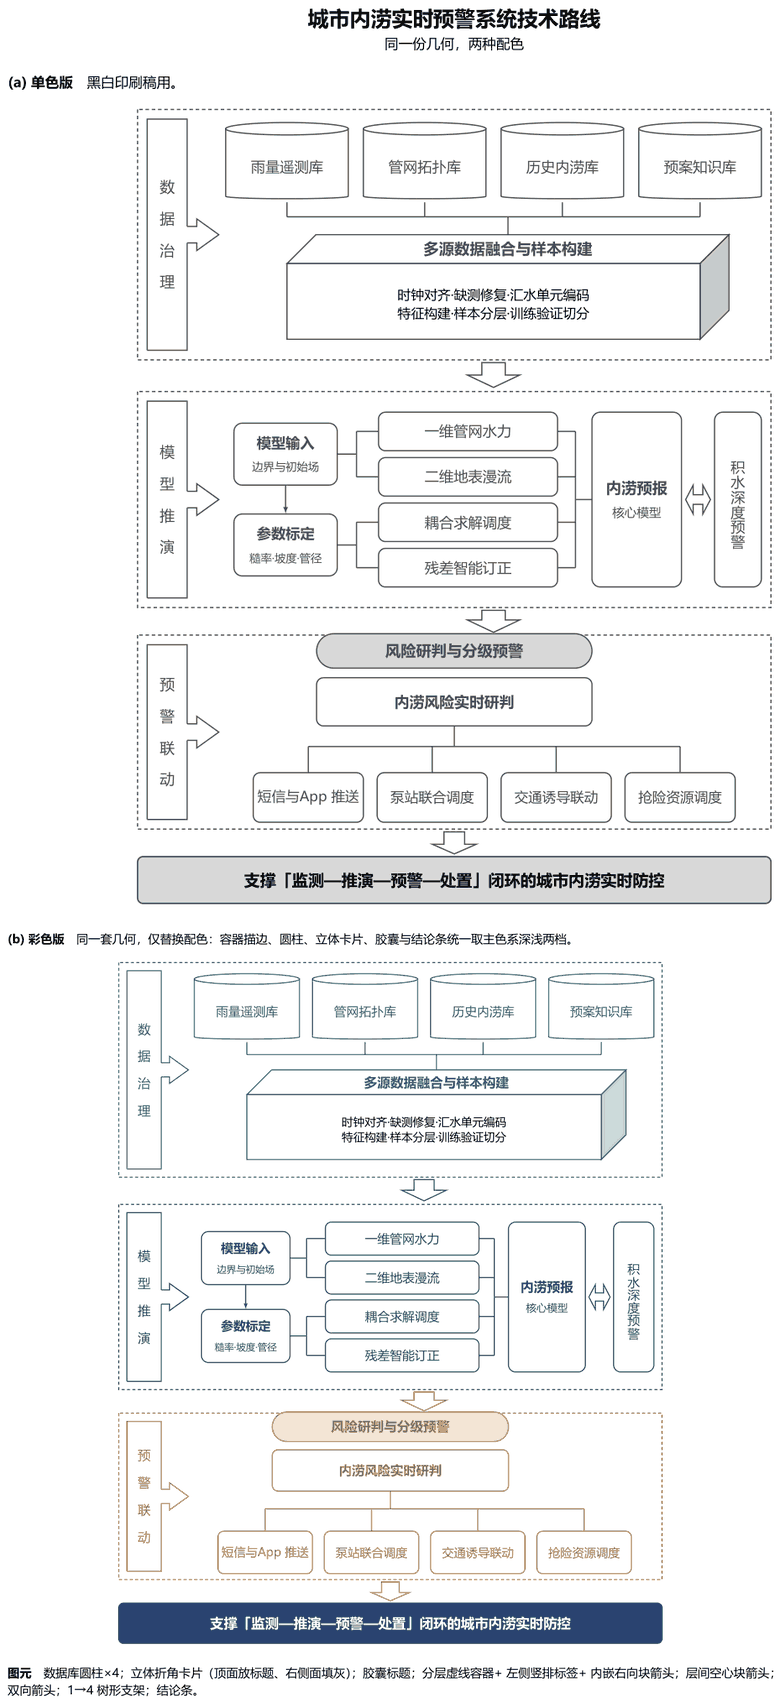 城市内涝实时预警系统技术路线
同一份几何，两种配色
(a) 单色版 黑白印刷稿用。
数据治理
雨量遥测库 管网拓扑库 历史内涝库 预案知识库
多源数据融合与样本构建
时钟对齐·缺测修复·汇水单元编码
特征构建·样本分层·训练验证切分
模型推演
模型输入
边界与初始场
参数标定
糙率·坡度·管径
一维管网水力
二维地表漫流
耦合求解调度
残差智能订正
内涝预报
核心模型
积水深度预警
预警联动
风险研判与分级预警
内涝风险实时研判
短信与App 推送 泵站联合调度 交通诱导联动 抢险资源调度
支撑「监测—推演—预警—处置」闭环的城市内涝实时防控
(b) 彩色版 同一套几何，仅替换配色：容器描边、圆柱、立体卡片、胶囊与结论条统一取主色系深浅两档。
数据治理
雨量遥测库 管网拓扑库 历史内涝库 预案知识库
多源数据融合与样本构建
时钟对齐·缺测修复·汇水单元编码
特征构建·样本分层·训练验证切分
模型推演
模型输入
边界与初始场
参数标定
糙率·坡度·管径
一维管网水力
二维地表漫流
耦合求解调度
残差智能订正
内涝预报
核心模型
积水深度预警
预警联动
风险研判与分级预警
内涝风险实时研判
短信与App 推送 泵站联合调度 交通诱导联动 抢险资源调度
支撑「监测—推演—预警—处置」闭环的城市内涝实时防控
图元 数据库圆柱×4；立体折角卡片（顶面放标题、右侧面填灰）；胶囊标题；分层虚线容器+ 左侧竖排标签+ 内嵌右向块箭头；层间空心块箭头；
双向箭头；1→4 树形支架；结论条。